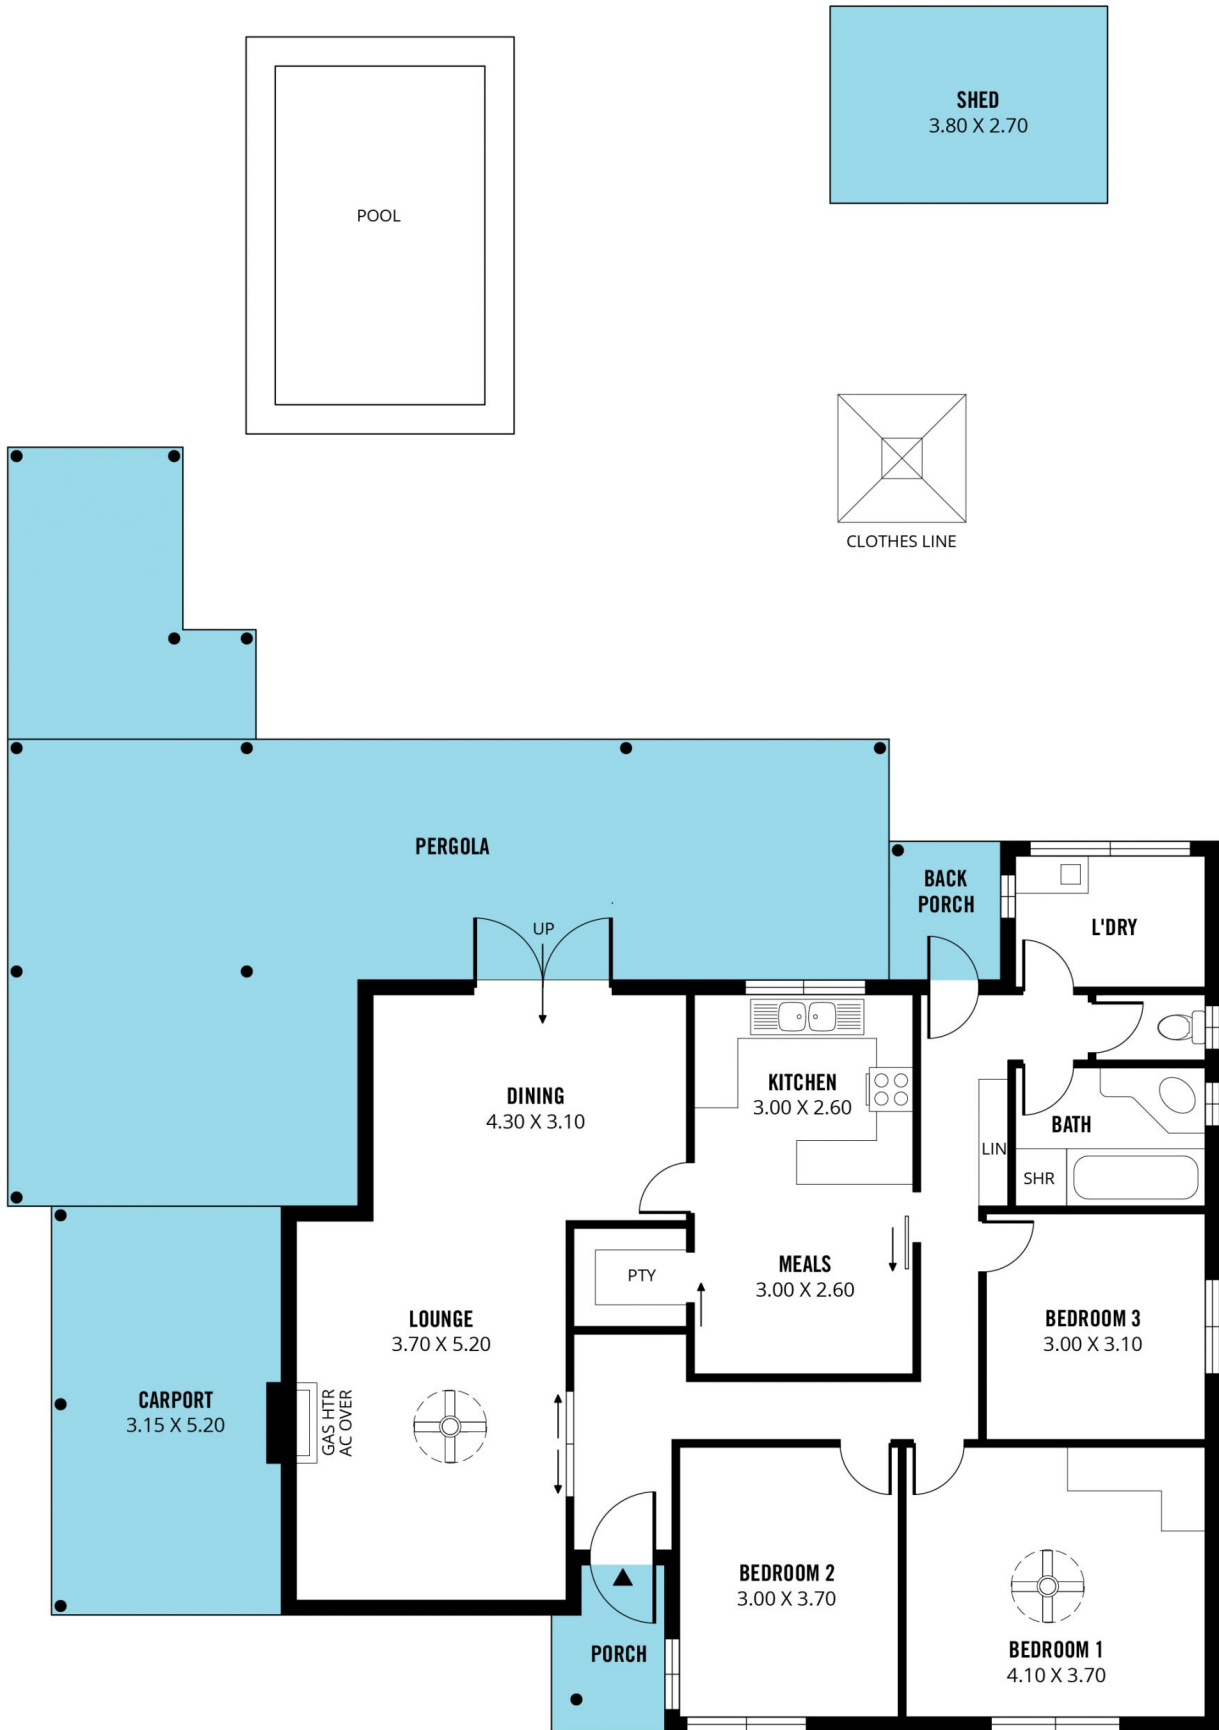 SHED
3.80 X 2.70
POOL
CLOTHES LINE
PERGOLA
BACK
PORCH
L'DRY
UP
DINING
4.30 X 3.10
KITCHEN
3.00 X 2.60
BATH
LIN
SHR
PTY
MEALS
3.00 X 2.60
LOUNGE
3.70 X 5.20
BEDROOM 3
3.00 X 3.10
CARPORT
3.15 X 5.20
GAS HTR
AC OVER
BEDROOM 2
3.00 X 3.70
PORCH
BEDROOM 1
4.10 X 3.70